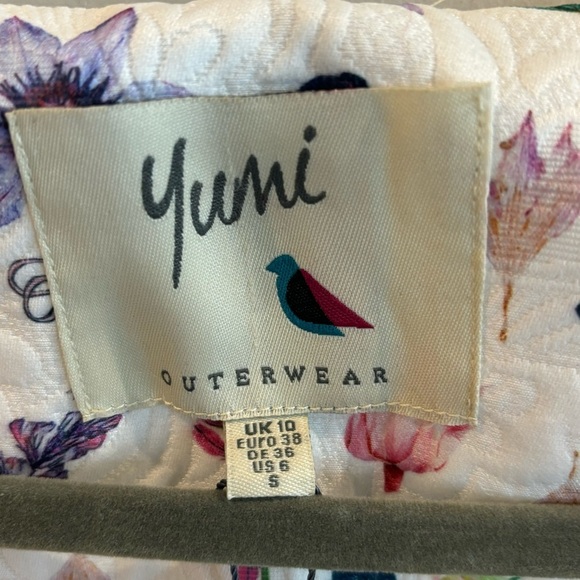 yumi
OUTERWEAR
UK 10
EURO 38
DE 36
US 6
S